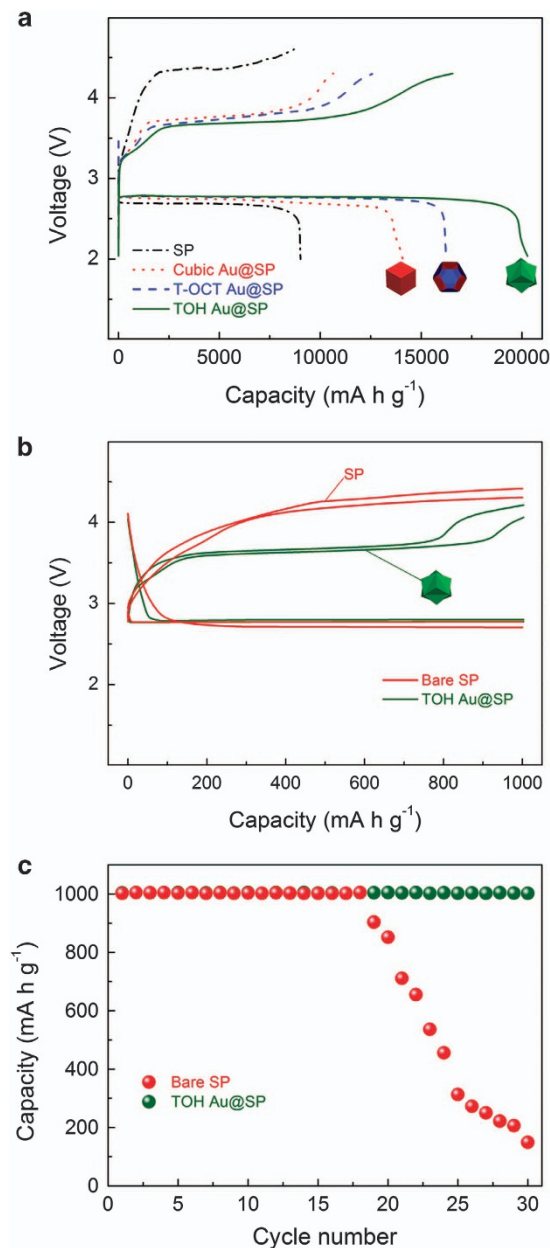 a
4
3
2
Voltage (V)
SP
Cubic Au@SP
T-OCT Au@SP
TOH Au@SP
0 5000 10000 15000 20000
Capacity (mA h g⁻¹)
b
SP
4
3
2
Voltage (V)
Bare SP
TOH Au@SP
0 200 400 600 800 1000
Capacity (mA h g⁻¹)
c
1000
800
600
400
200
0
Capacity (mA h g⁻¹)
Bare SP
TOH Au@SP
0 5 10 15 20 25 30
Cycle number